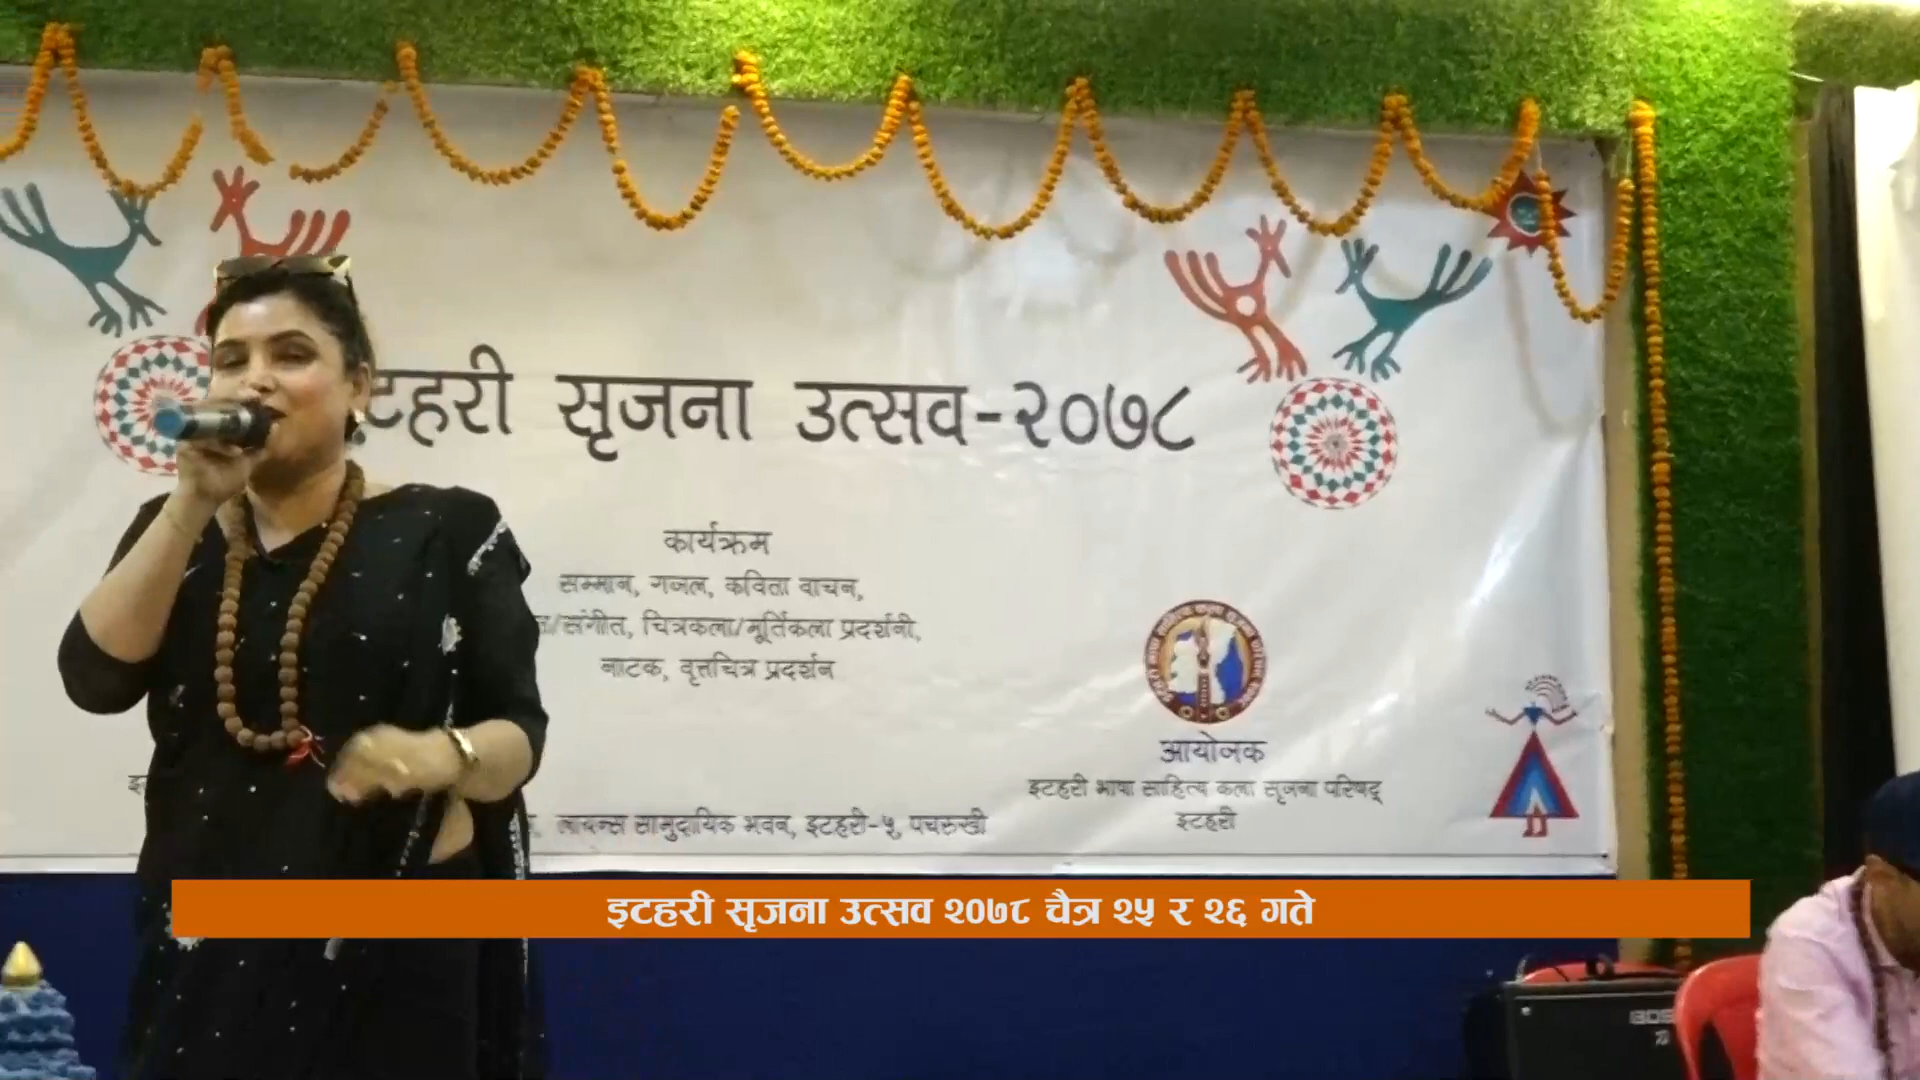 टहरी सृजना उत्सव-२०७८
कार्यक्रम
सम्मान, गजल, कविता वाचन,
/संगीत, चित्रकला/मूर्तिकला प्रदर्शनी,
नाटक, वृत्तचित्र प्रदर्शन
आयोजक
इटहरी भाषा साहित्य कला सृजना परिषद्
इटहरी
लायन्स सामुदायिक भवन, इटहरी-५, पचरुखी
इटहरी सृजना उत्सव २०७८ चैत्र २५ र २६ गते
BOSS